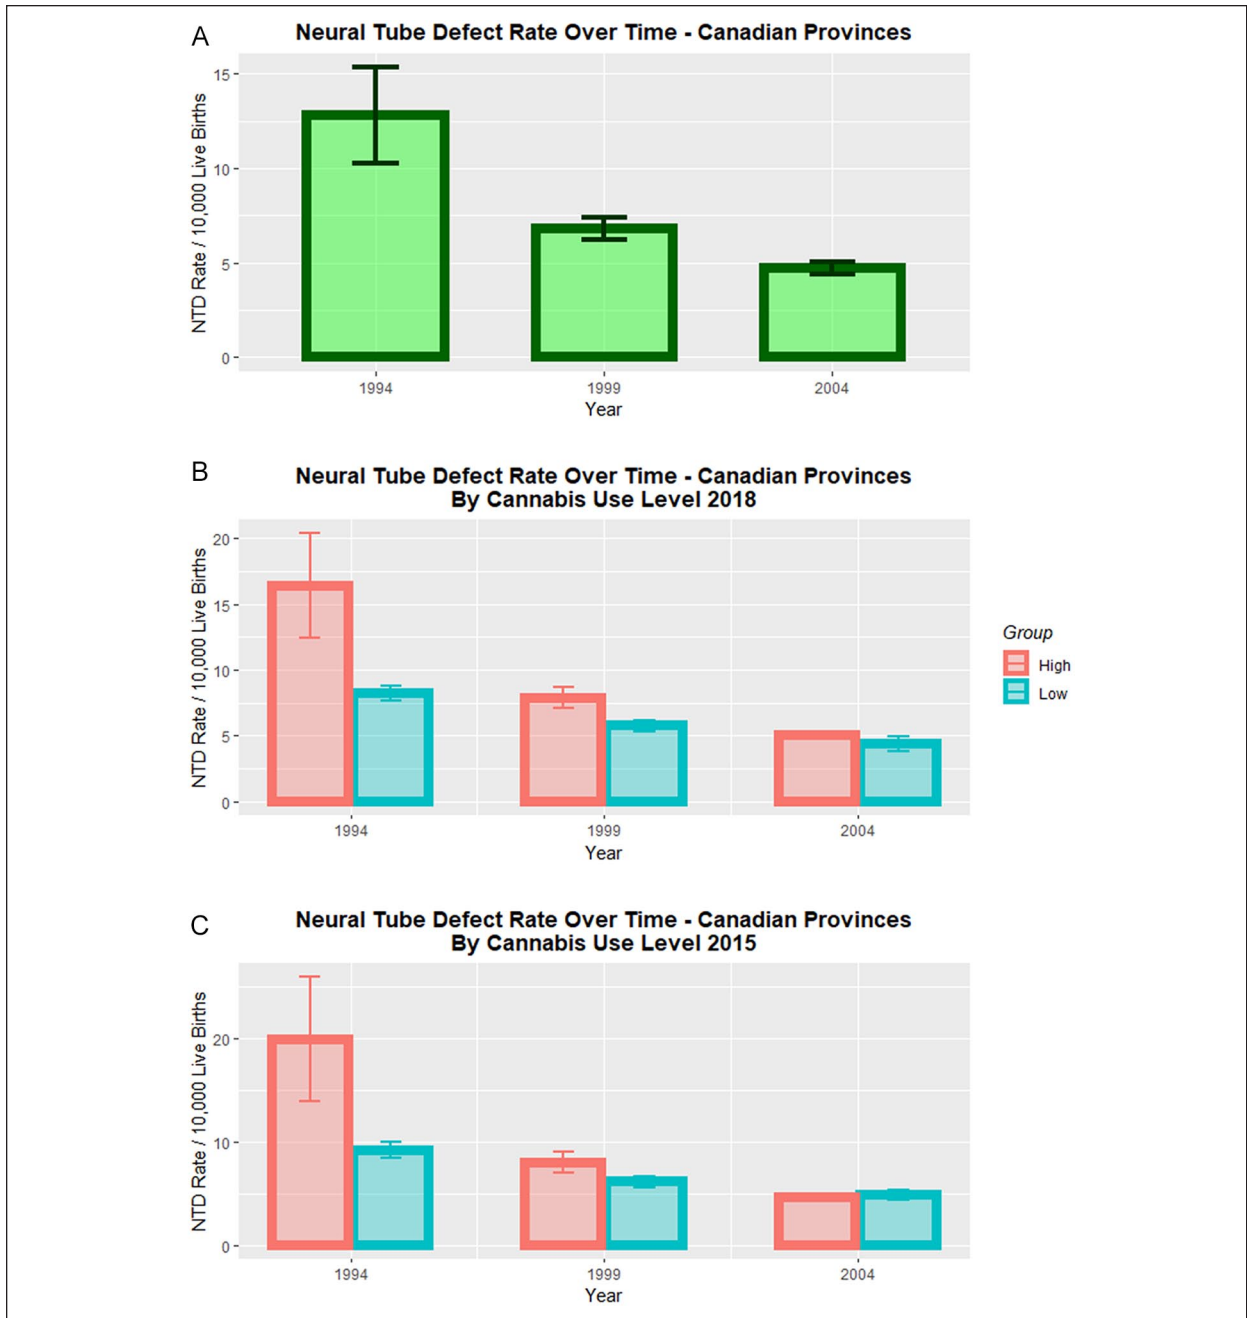 A
Neural Tube Defect Rate Over Time - Canadian Provinces
NTD Rate / 10,000 Live Births
15
10
5
0
1994 1999 2004
Year
B
Neural Tube Defect Rate Over Time - Canadian Provinces
By Cannabis Use Level 2018
NTD Rate / 10,000 Live Births
20
15
10
5
0
1994 1999 2004
Year
Group
High
Low
C
Neural Tube Defect Rate Over Time - Canadian Provinces
By Cannabis Use Level 2015
NTD Rate / 10,000 Live Births
20
10
0
1994 1999 2004
Year